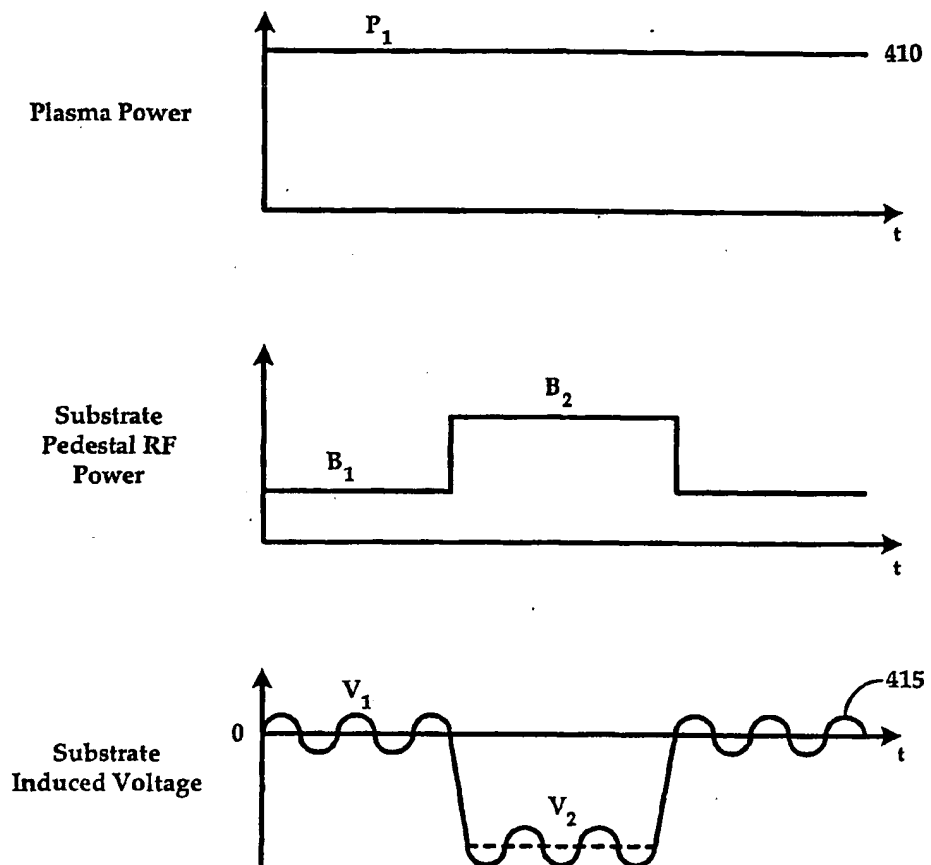 P1
410
Plasma Power
t
B2
Substrate
Pedestal RF
Power
B1
t
415
V1
0
t
Substrate
Induced Voltage
V2